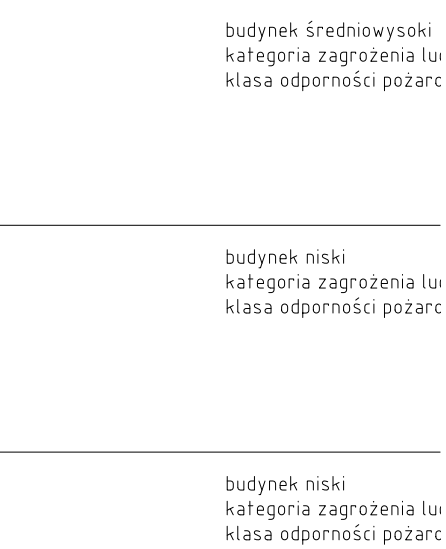 budynek średniowysoki
kategoria zagrożenia
klasa odporności
budynek niski
kategoria zagrożenia
klasa odporności
budynek niski
kategoria zagrożenia
klasa odporności